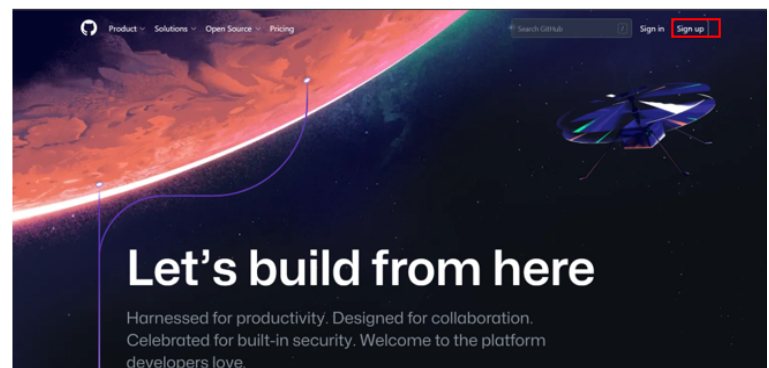 Product Solutions Open Source Pricing Search GitHub / Sign in Sign up
Let's build from here
Harnessed for productivity. Designed for collaboration.
Celebrated for built-in security. Welcome to the platform
developers love.